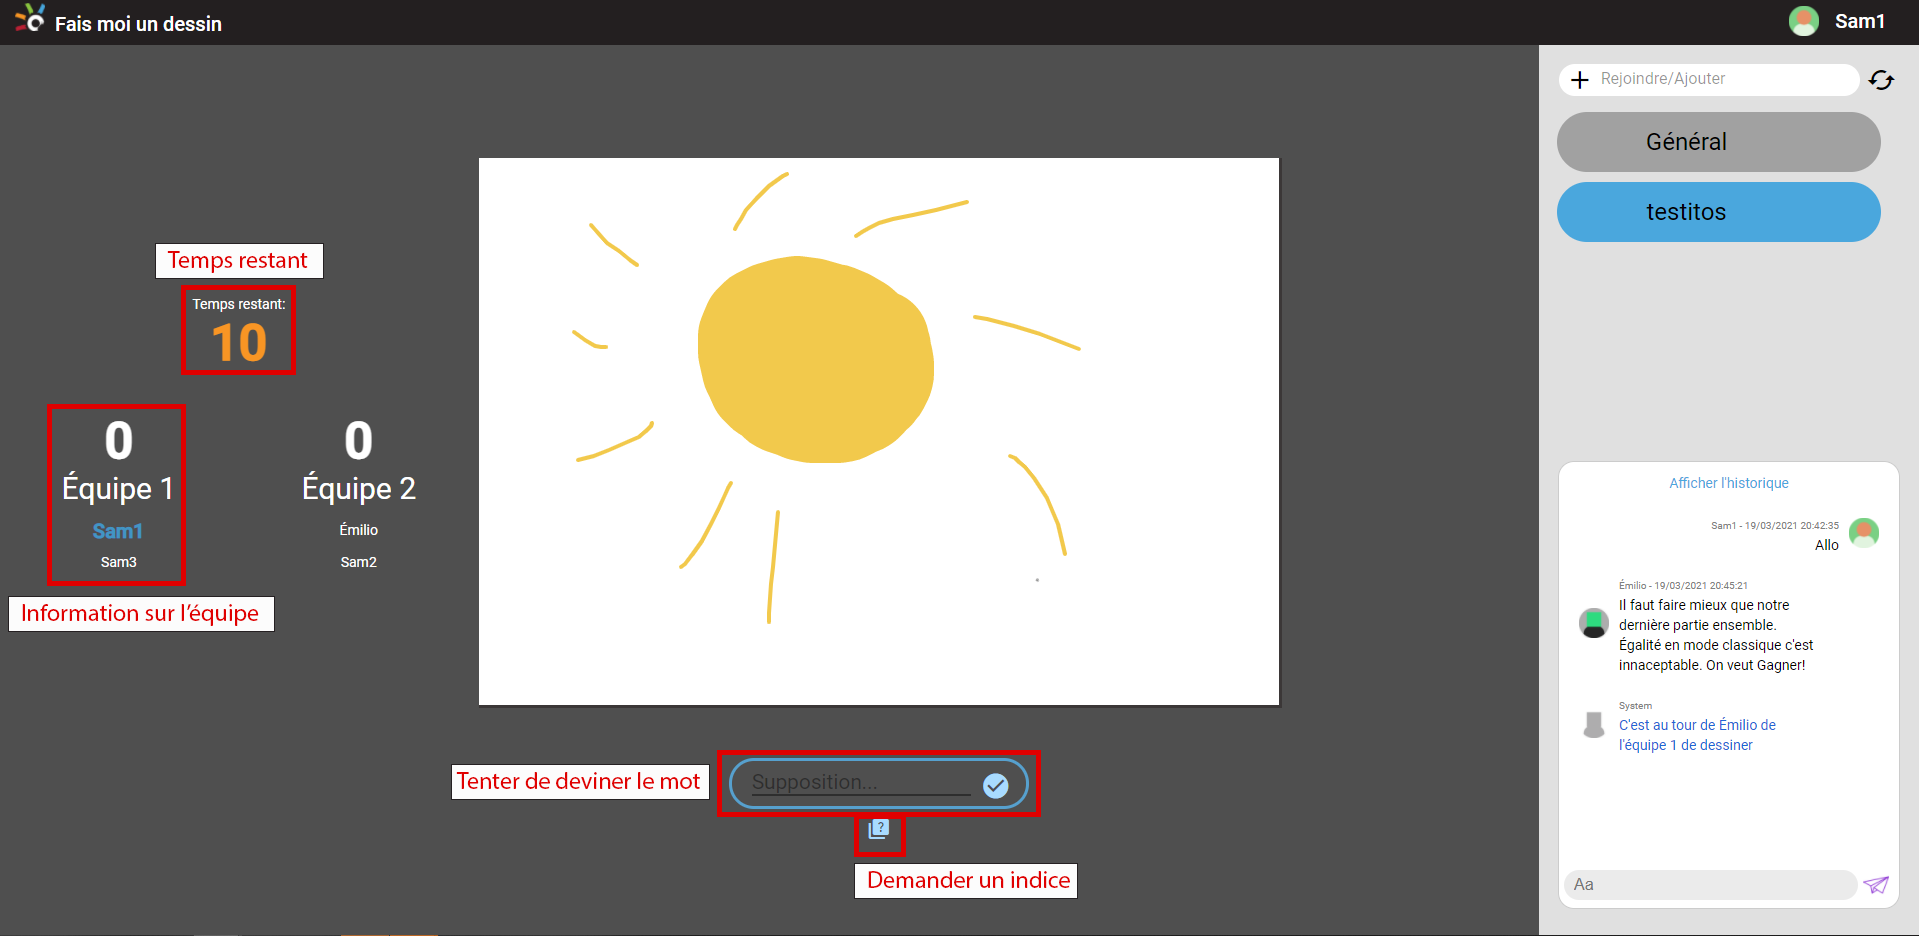 Fais moi un dessin
Sam1
Rejoindre/Ajouter
Général
testitos
Temps restant
Temps restant:
10
0
Équipe 1
Sam1
Sam3
0
Équipe 2
Émilio
Sam2
Information sur l'équipe
Tenter de deviner le mot
Supposition...
?
Demander un indice
Afficher l'historique
Sam1 - 19/03/2021 20:42:35
Allo
Émilio - 19/03/2021 20:45:21
Il faut faire mieux que notre
dernière partie ensemble.
Égalité en mode classique c'est
innaceptable. On veut Gagner!
System
C'est au tour de Émilio de
l'équipe 1 de dessiner
Aa